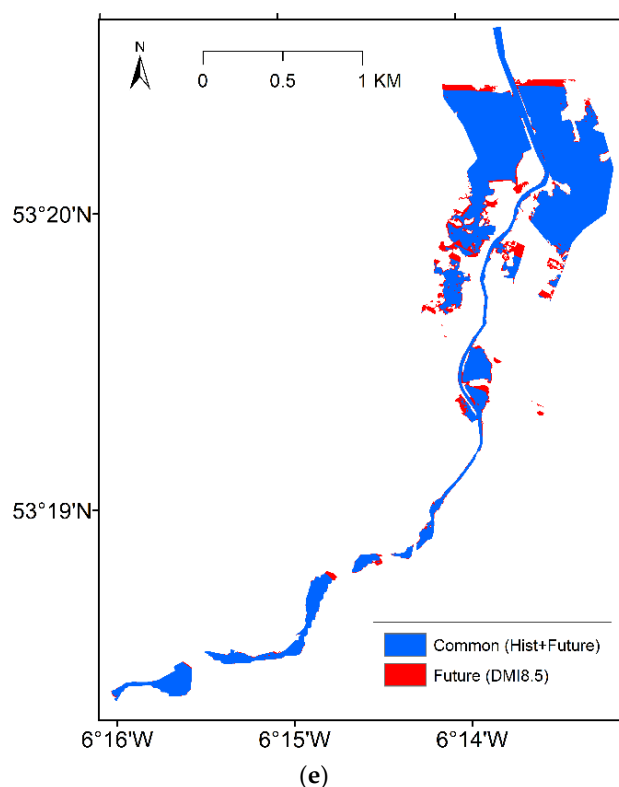 N
0 0.5 1 KM
53°20'N
53°19'N
Common (Hist+Future)
Future (DMI8.5)
6°16'W 6°15'W 6°14'W
(e)